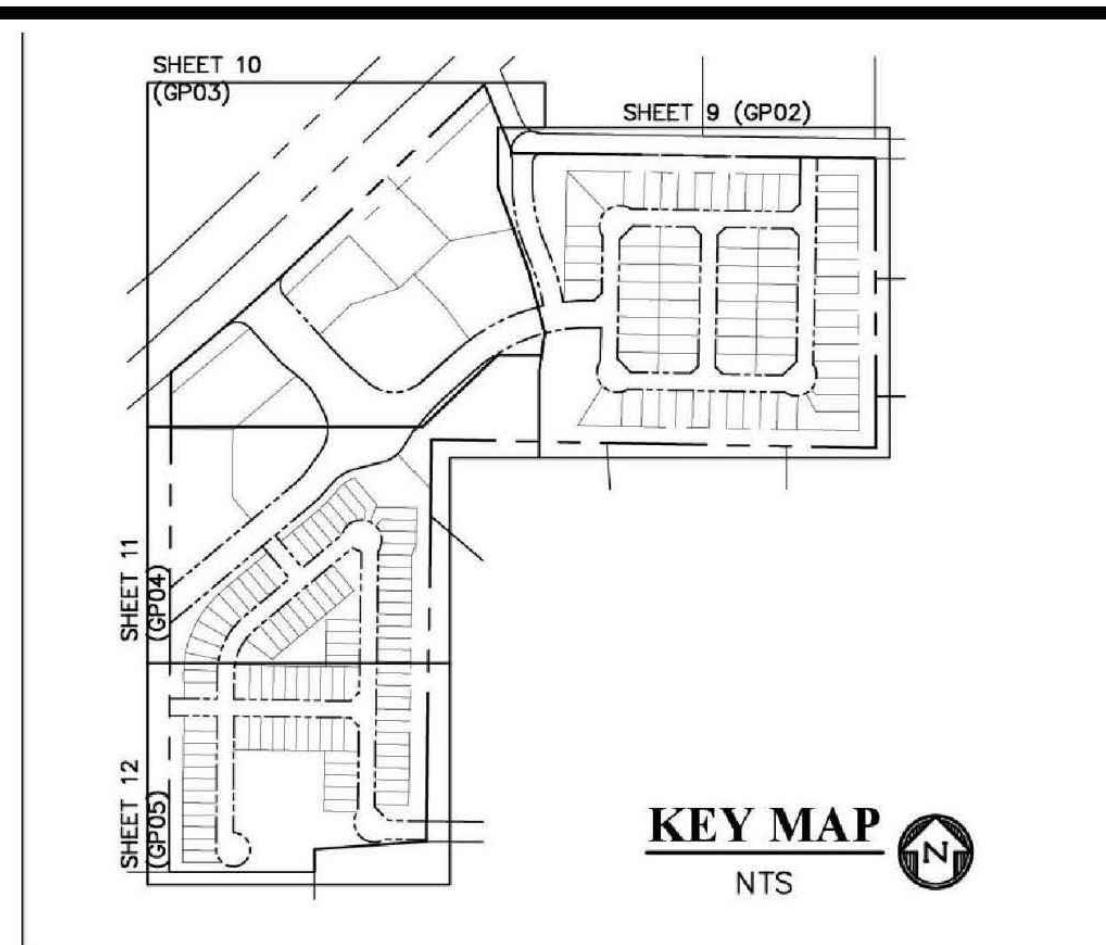 SHEET 10
(GP03)
SHEET 9 (GP02)
SHEET 11
(GP04)
SHEET 12
(GP05)
KEY MAP
N
NTS